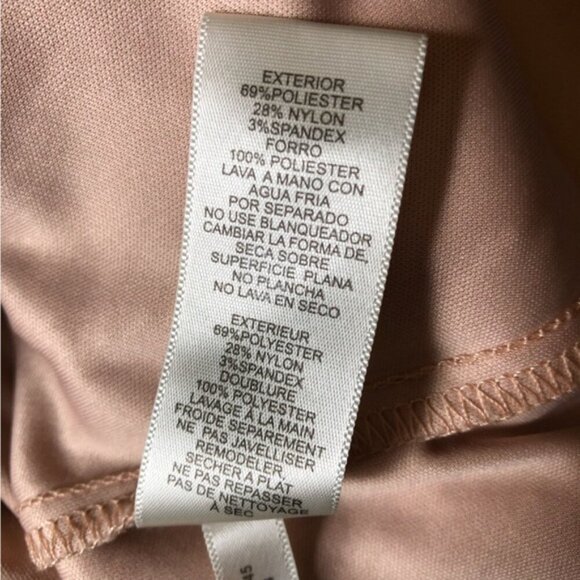 EXTERIOR
69%POLIESTER
28% NYLON
3%SPANDEX
FORRO
100% POLIESTER
LAVA A MANO CON
AGUA FRIA
POR SEPARADO
NO USE BLANQUEADOR
CAMBIAR LA FORMA DE,
SECA SOBRE
SUPERFICIE PLANA
NO PLANCHA
NO LAVA EN SECO
EXTERIEUR
69%POLYESTER
28% NYLON
3%SPANDEX
DOUBLURE
100% POLYESTER
LAVAGE À LA MAIN
FROIDE SEPAREMENT
NE PAS JAVELLISER
REMODELER
SECHER A PLAT
NE PAS REPASSER
PAS DE NETTOYAGE
A SEC